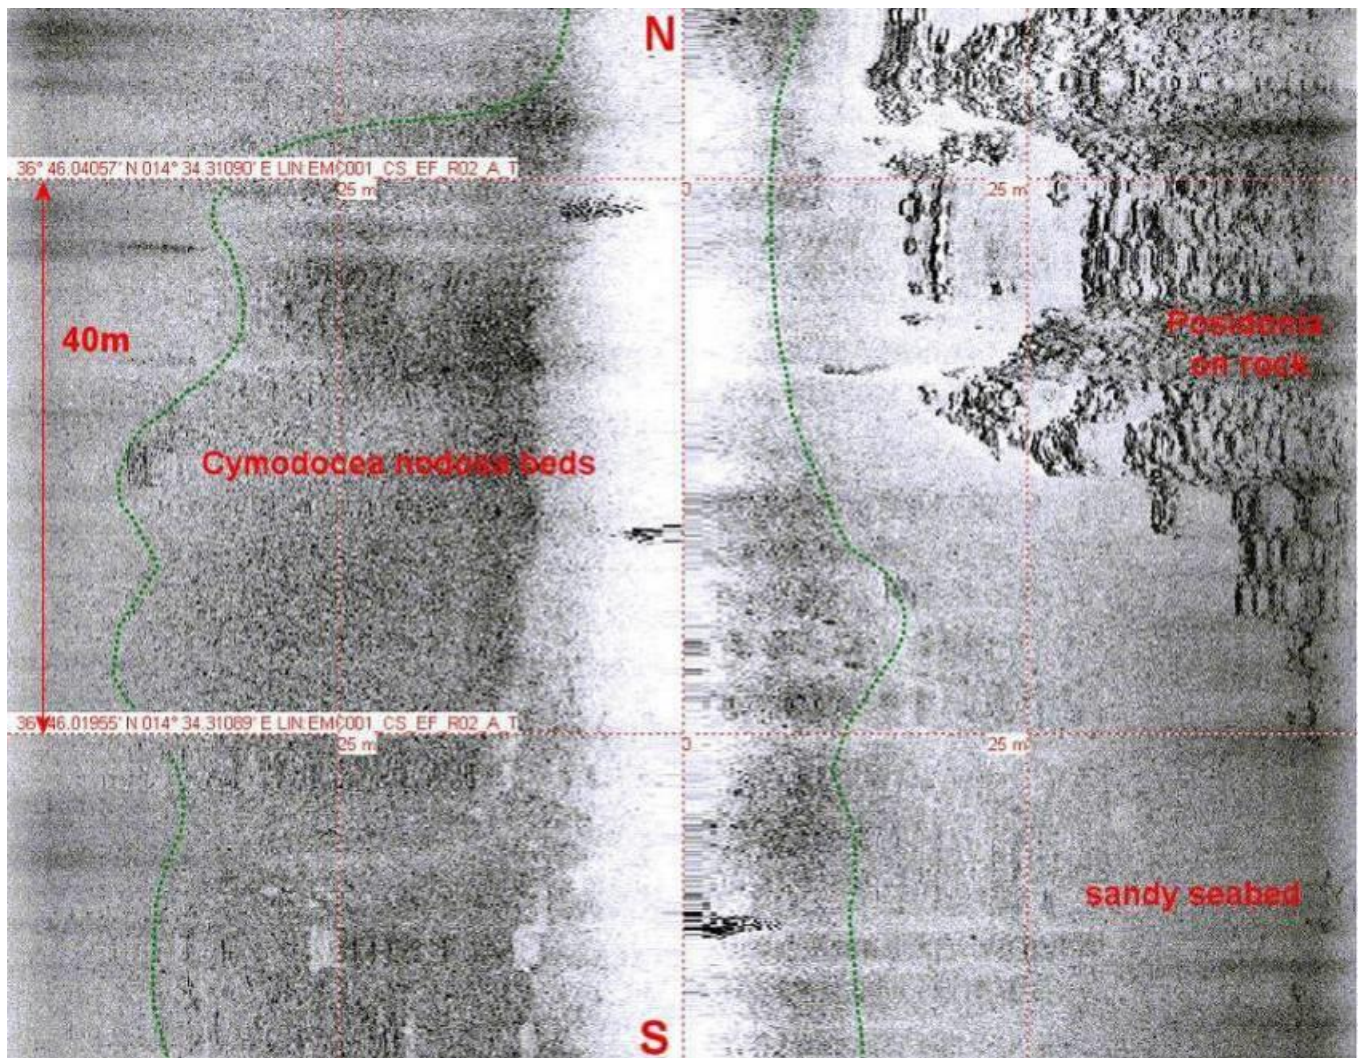 N
36° 46.04057' N 014° 34.31090' E LIN:EMC001_CS_EF_R02_A_T
25 m
0
25 m
40m
Posidonia
on rock
Cymodocea nodosa beds
36° 46.01955' N 014° 34.31089' E LIN:EMC001_CS_EF_R02_A_T
25 m
0
25 m
sandy seabed
S